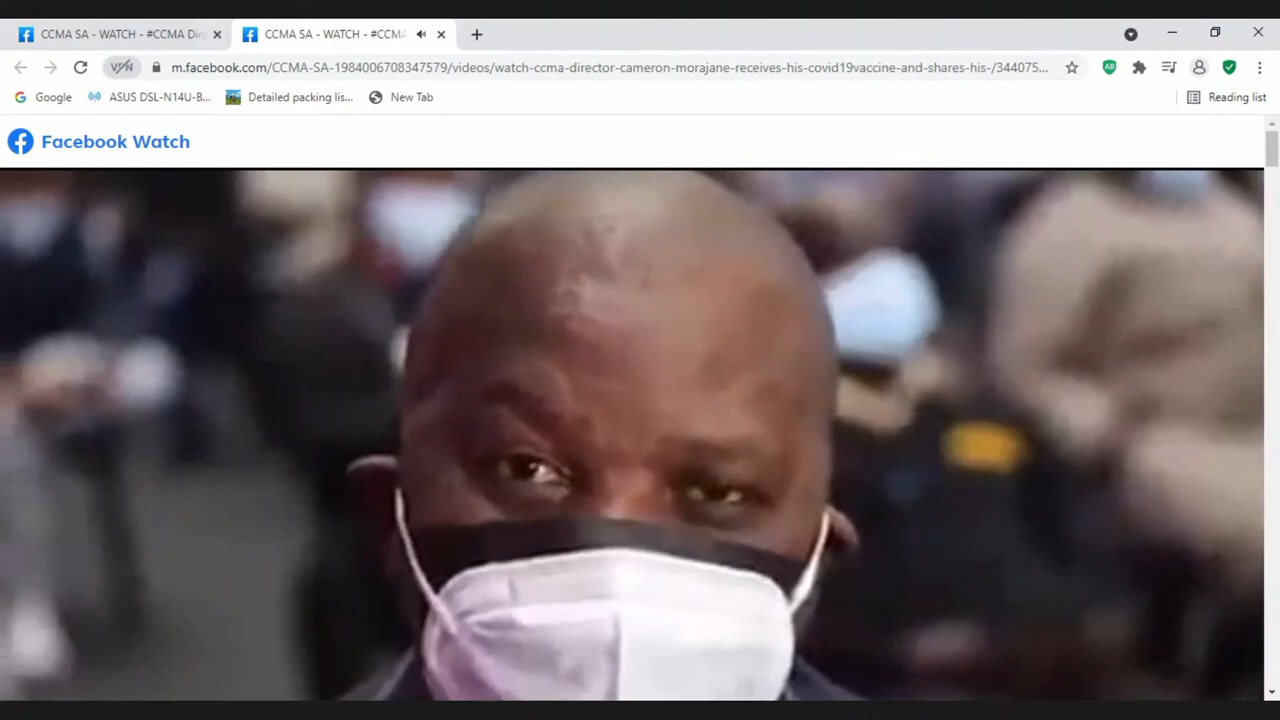 CCMA SA - WATCH - #CCMA Dir
CCMA SA - WATCH - #CCMA
VPN
m.facebook.com/CCMA-SA-1984006708347579/videos/watch-ccma-director-cameron-morajane-receives-his-covid19vaccine-and-shares-his-/344075...
Google
ASUS DSL-N14U-B...
Detailed packing lis...
New Tab
Reading list
Facebook Watch